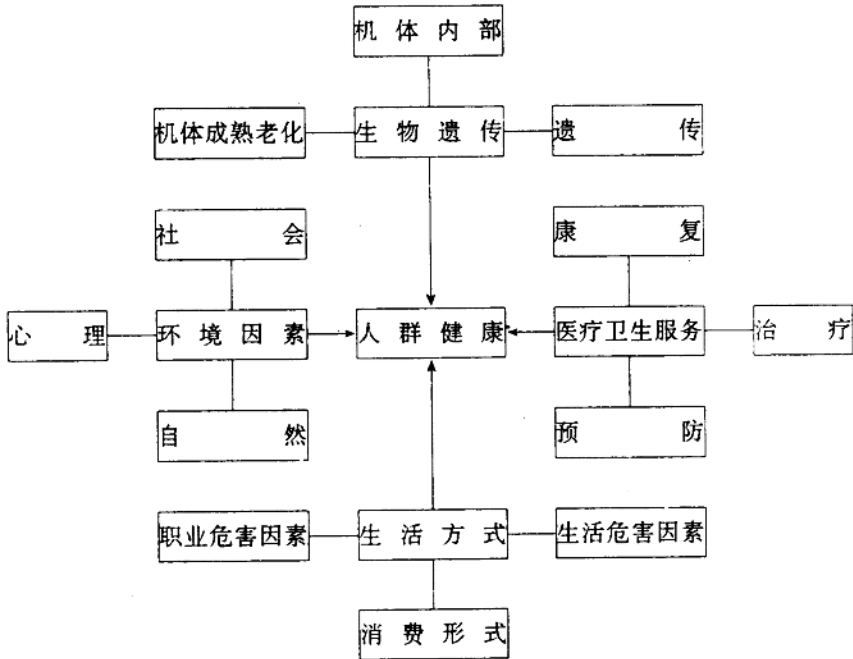 机体内部
机体成熟老化
生物遗传
遗传
社会
康复
心理
环境因素
人群健康
医疗卫生服务
治疗
自然
预防
职业危害因素
生活方式
生活危害因素
消费形式